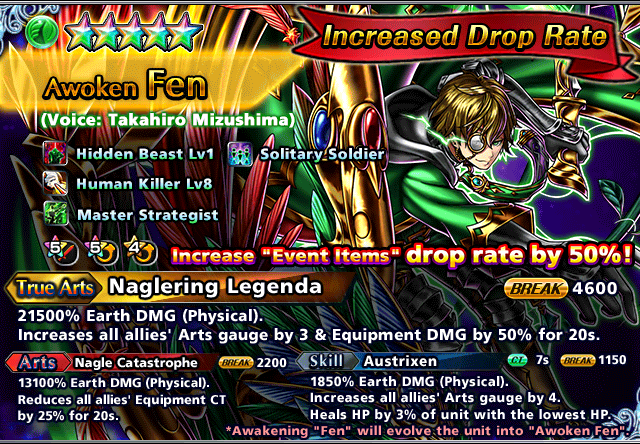 Increased Drop Rate
Awoken Fen
(Voice: Takahiro Mizushima)
Hidden Beast Lv1
Solitary Soldier
Human Killer Lv8
Master Strategist
5 5 4
Increase "Event Items" drop rate by 50%!
True Arts Naglering Legenda BREAK 4600
21500% Earth DMG (Physical).
Increases all allies' Arts gauge by 3 & Equipment DMG by 50% for 20s.
Arts Nagle Catastrophe BREAK 2200
13100% Earth DMG (Physical).
Reduces all allies' Equipment CT
by 25% for 20s.
Skill Austrixen CT 7s BREAK 1150
1850% Earth DMG (Physical).
Increases all allies' Arts gauge by 4.
Heals HP by 3% of unit with the lowest HP.
*Awakening "Fen" will evolve the unit into "Awoken Fen".